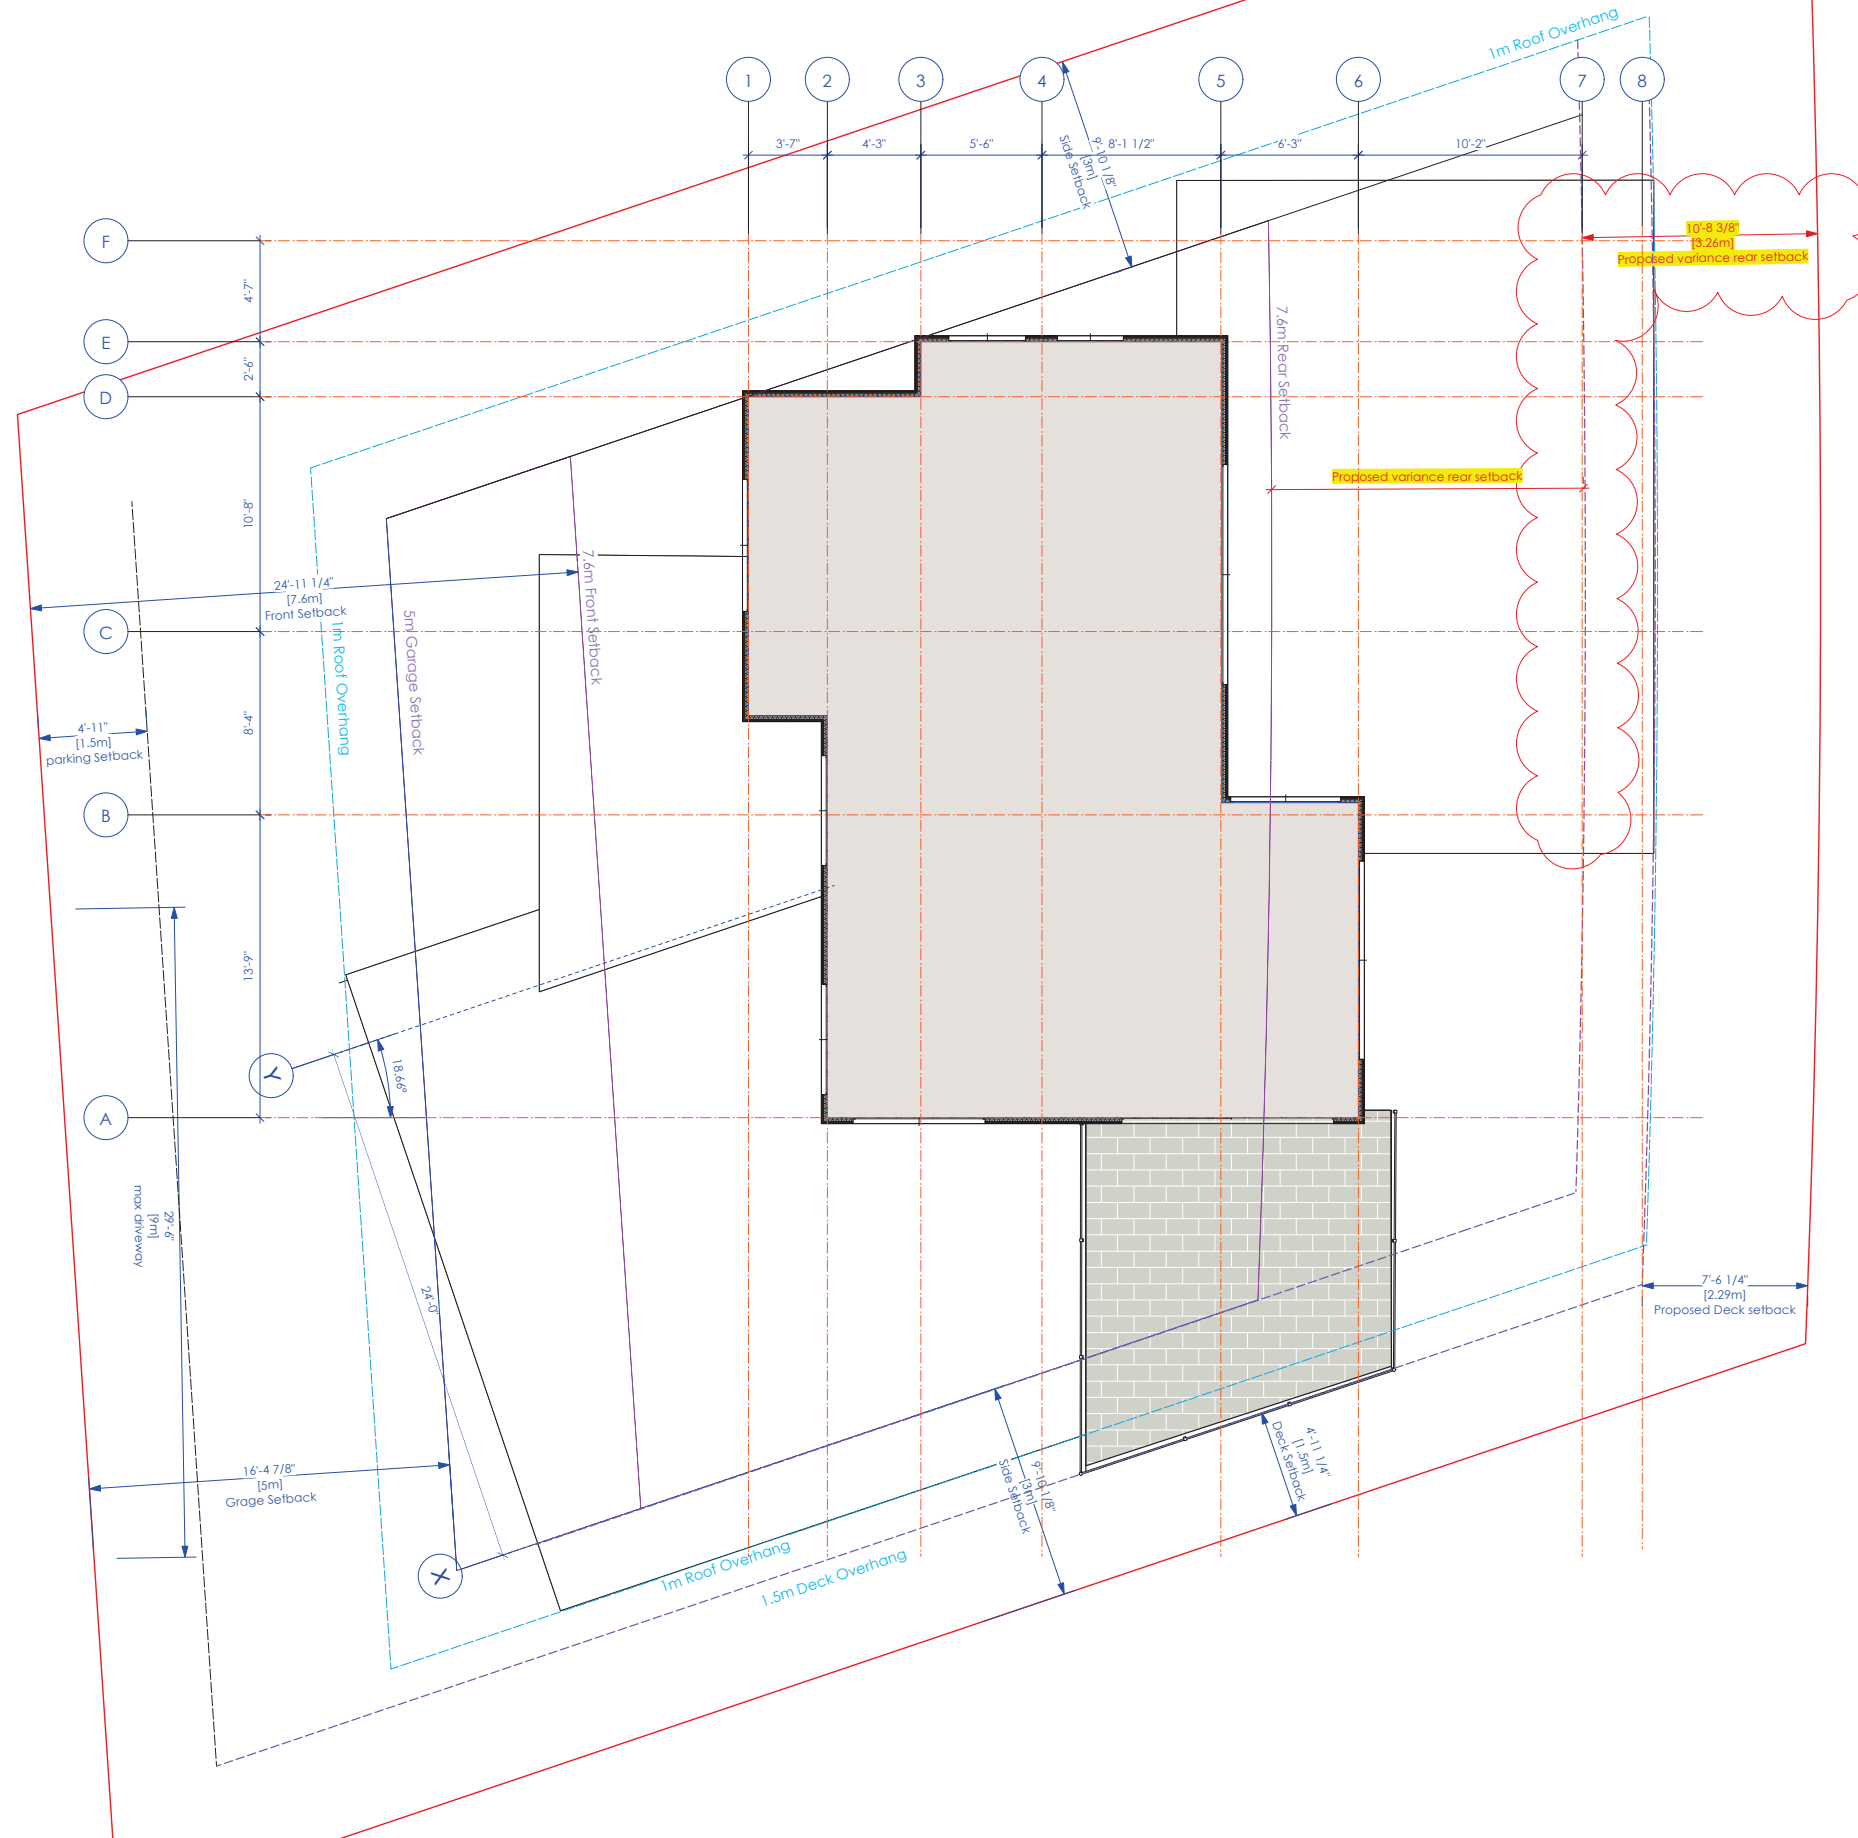 1m Roof Overhang
1
2
3
4
5
6
7
8
3'-7"
4'-3"
5'-6"
8'-1 1/2"
6'-3"
10'-2"
9'-10 1/8"
[3m]
Side Setback
F
E
D
C
B
A
4'-7"
2'-6"
10'-8"
8'-4"
13'-9"
10'-8 3/8"
[3.26m]
Proposed variance rear setback
7.6m Rear Setback
Proposed variance rear setback
24'-11 1/4"
[7.6m]
Front Setback
7.6m Front Setback
5m Garage Setback
1m Roof Overhang
4'-11"
[1.5m]
parking Setback
Y
18.66°
29'-6"
[9m]
max driveway
24'-0"
7'-6 1/4"
[2.29m]
Proposed Deck setback
16'-4 7/8"
[5m]
Grage Setback
4'-11 1/4"
[1.5m]
Deck Setback
9'-10 1/8"
[3m]
Side Setback
X
1m Roof Overhang
1.5m Deck Overhang